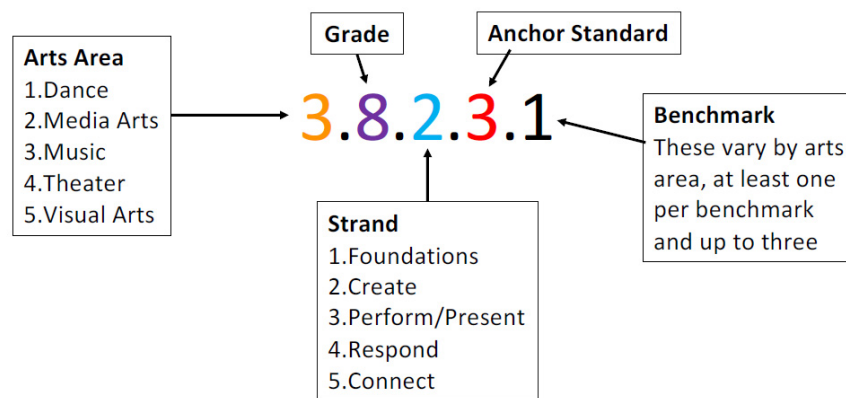 Grade
Anchor Standard
Arts Area
1.Dance
2.Media Arts
3.Music
4.Theater
5.Visual Arts
3.8.2.3.1
Benchmark
These vary by arts
area, at least one
per benchmark
and up to three
Strand
1.Foundations
2.Create
3.Perform/Present
4.Respond
5.Connect